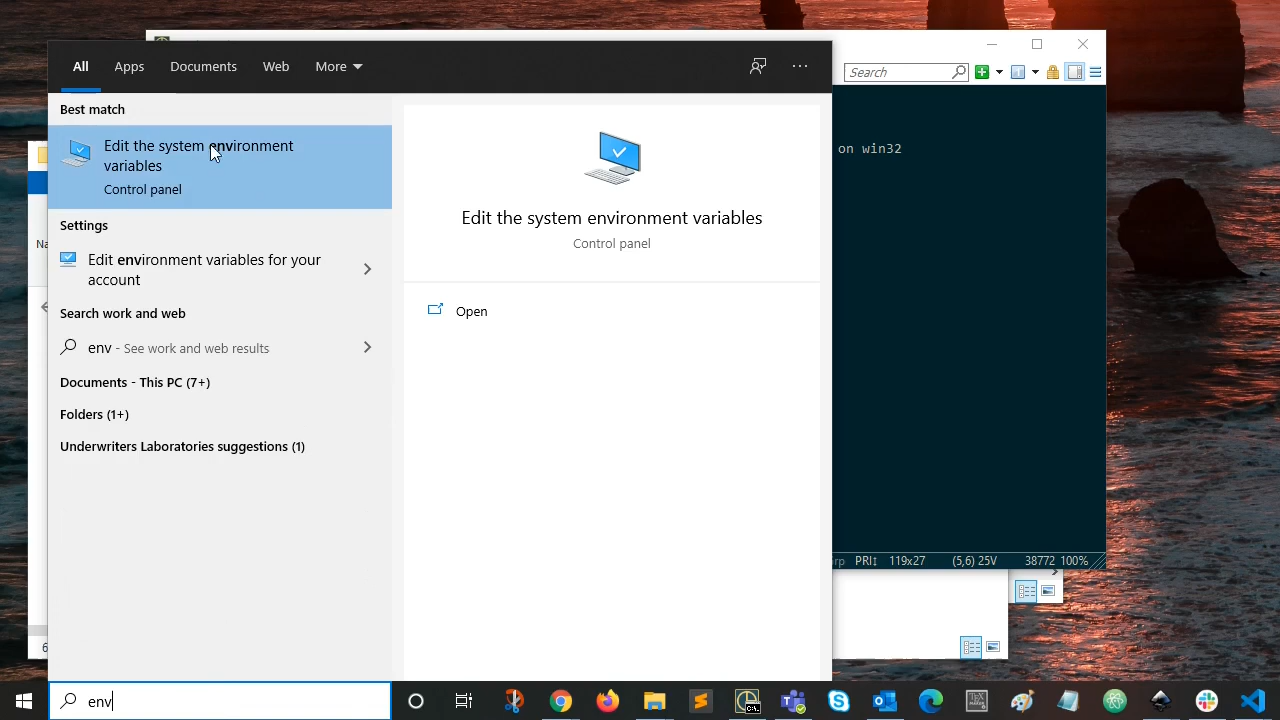 All Apps Documents Web More
Search
Best match
Edit the system environment
variables
Control panel
Edit the system environment variables
Control panel
on win32
Settings
Edit environment variables for your
account
Open
Search work and web
env - See work and web results
Documents - This PC (7+)
Folders (1+)
Underwriters Laboratories suggestions (1)
PRI↕ 119x27 (5,6) 25V 38772 100%
env